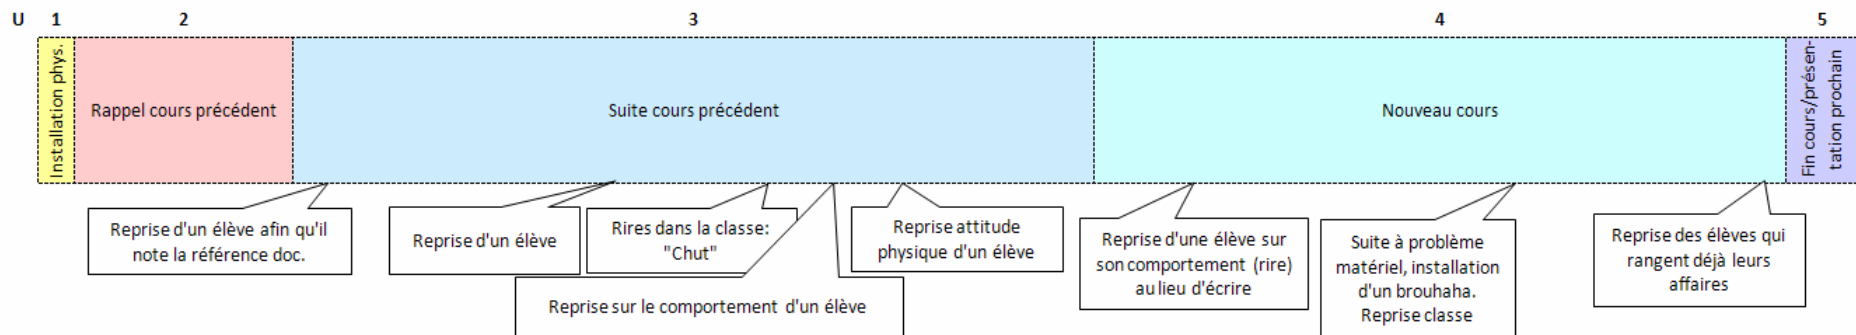 U 1 2 3 4 5
Installation phys.
Rappel cours précédent
Suite cours précédent
Nouveau cours
Fin cours/présen-
tation prochain
Reprise d'un élève afin qu'il
note la référence doc.
Reprise d'un élève
Rires dans la classe:
"Chut"
Reprise sur le comportement d'un élève
Reprise attitude
physique d'un élève
Reprise d'une élève sur
son comportement (rire)
au lieu d'écrire
Suite à problème
matériel, installation
d'un brouhaha.
Reprise classe
Reprise des élèves qui
rangent déjà leurs
affaires